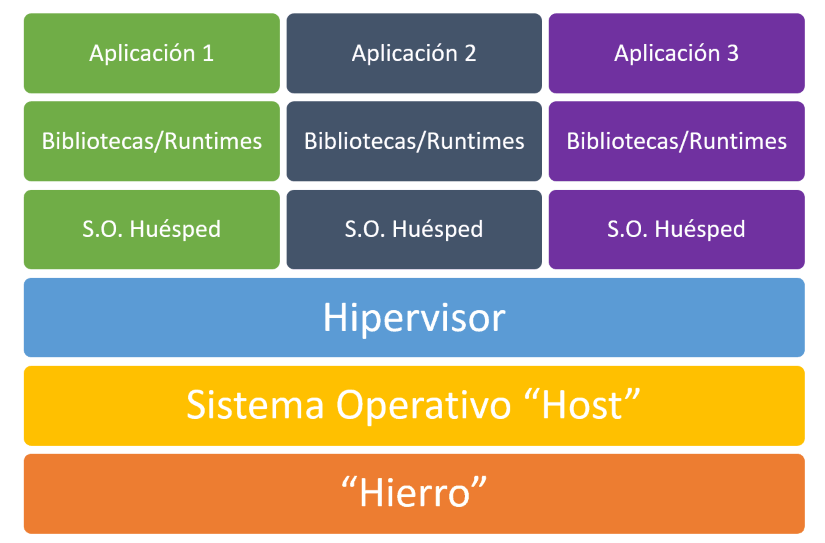 Aplicación 1
Aplicación 2
Aplicación 3
Bibliotecas/Runtimes
Bibliotecas/Runtimes
Bibliotecas/Runtimes
S.O. Huésped
S.O. Huésped
S.O. Huésped
Hipervisor
Sistema Operativo “Host”
“Hierro”